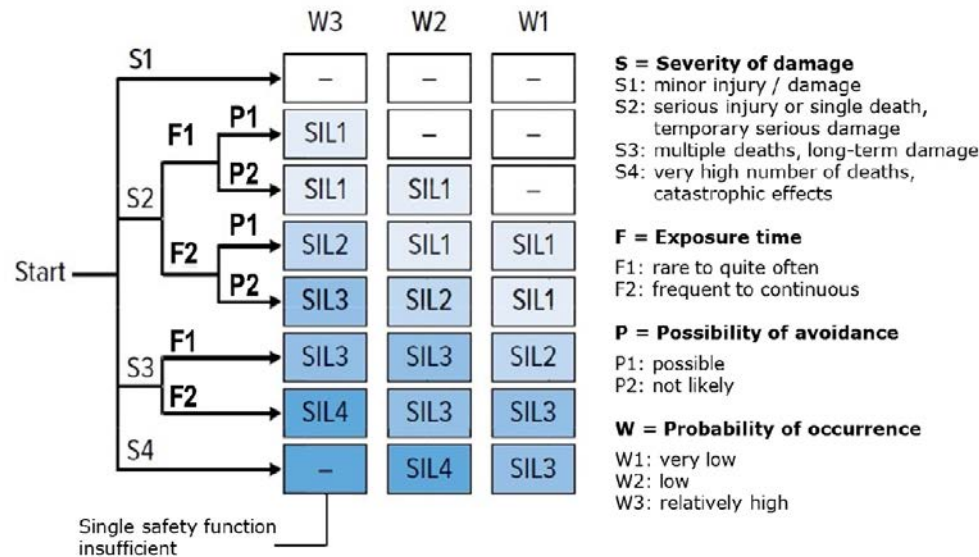 W3 W2 W1
S1 – – –
F1 P1 SIL1 – –
P2 SIL1 SIL1 –
S2
F2 P1 SIL2 SIL1 SIL1
Start
P2 SIL3 SIL2 SIL1
S3 F1 SIL3 SIL3 SIL2
F2 SIL4 SIL3 SIL3
S4 – SIL4 SIL3
Single safety function
insufficient
S = Severity of damage
S1: minor injury / damage
S2: serious injury or single death,
temporary serious damage
S3: multiple deaths, long-term damage
S4: very high number of deaths,
catastrophic effects
F = Exposure time
F1: rare to quite often
F2: frequent to continuous
P = Possibility of avoidance
P1: possible
P2: not likely
W = Probability of occurrence
W1: very low
W2: low
W3: relatively high